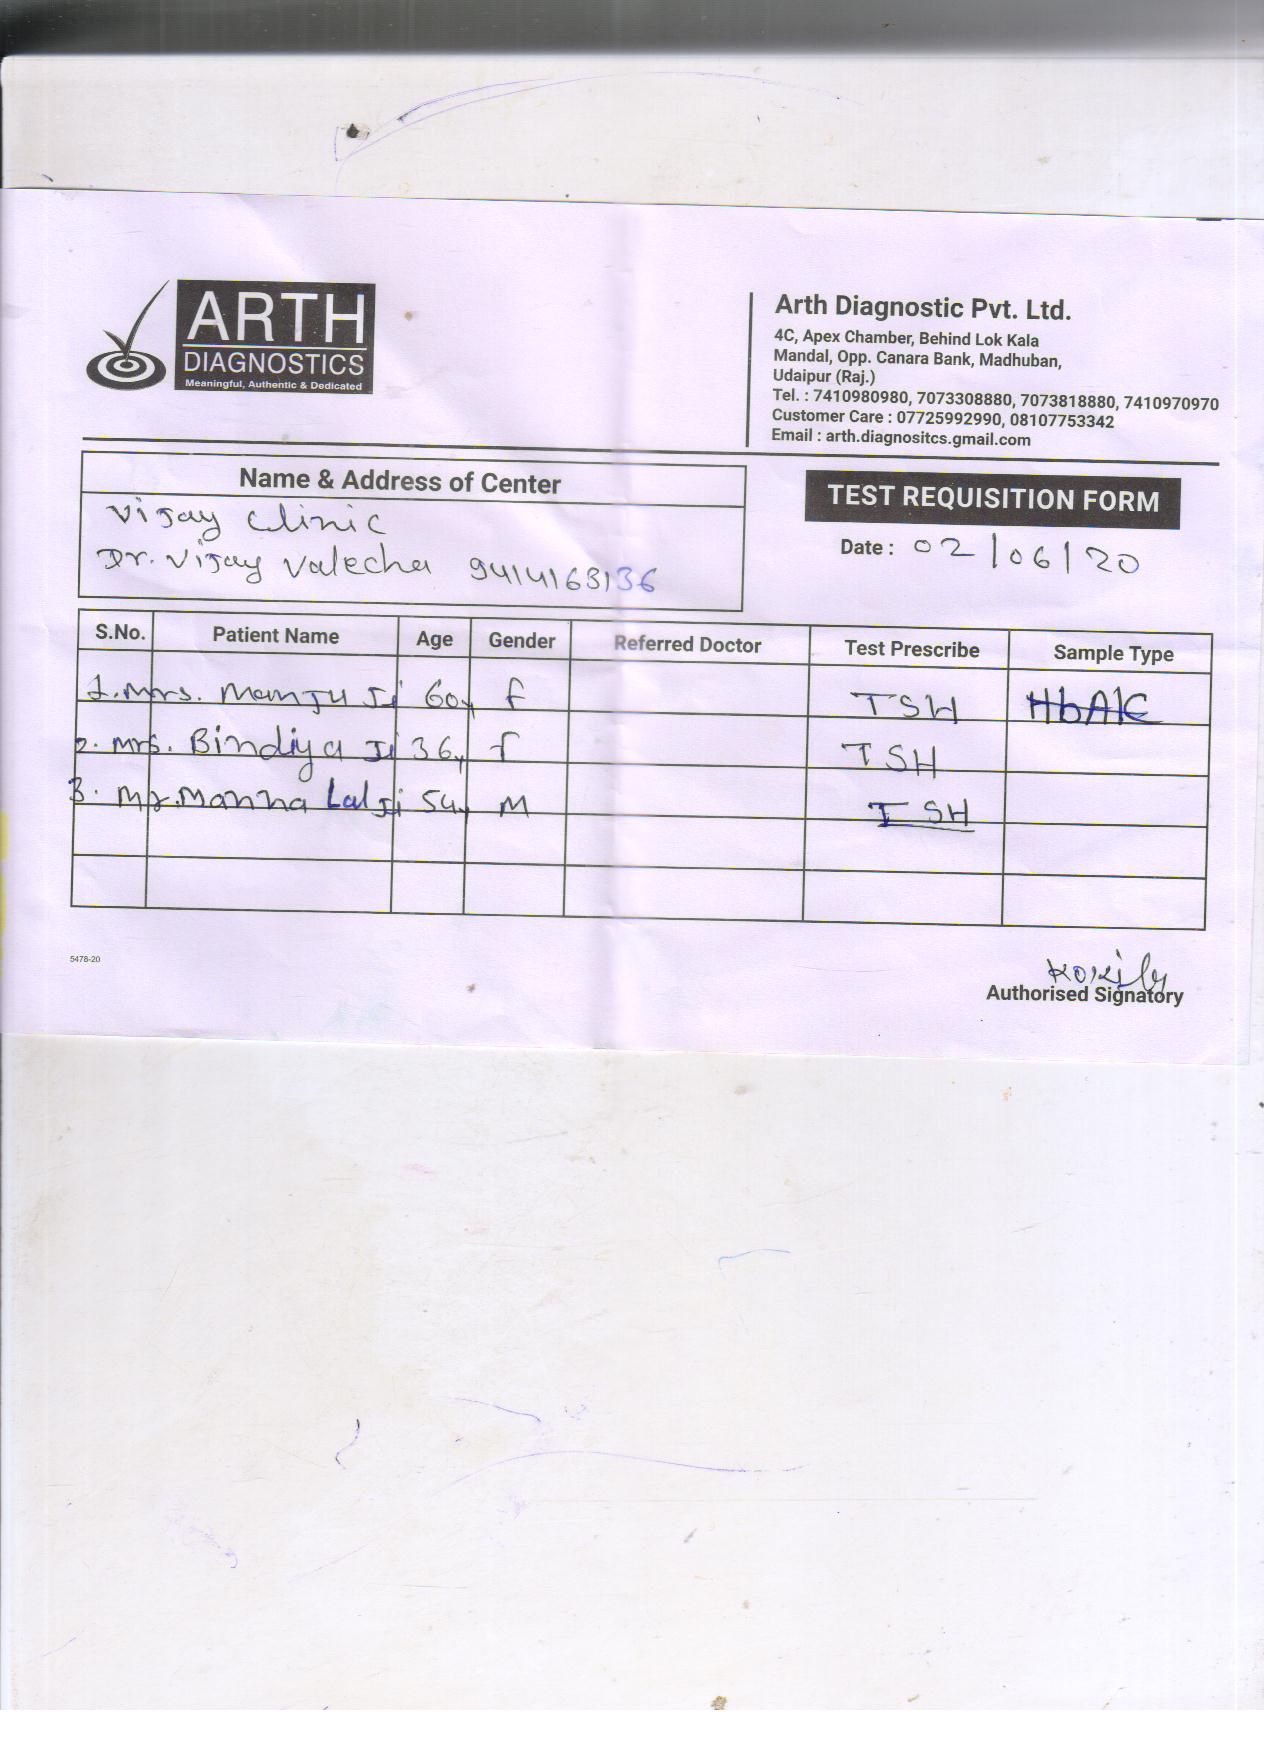 ARTH
DIAGNOSTICS
Meaningful, Authentic & Dedicated
Arth Diagnostic Pvt. Ltd.
4C, Apex Chamber, Behind Lok Kala
Mandal, Opp. Canara Bank, Madhuban,
Udaipur (Raj.)
Tel. : 7410980980, 7073308880, 7073818880, 7410970970
Customer Care : 07725992990, 08107753342
Email : arth.diagnositcs.gmail.com
Name & Address of Center
Vijay Clinic
Dr. Vijay Valecha 9414168136
TEST REQUISITION FORM
Date : 02/06/20
S.No. Patient Name Age Gender Referred Doctor Test Prescribe Sample Type
1. Mrs. Manju Ji 60y F TSH HbA1C
2. Mrs. Bindiya Ji 36y F TSH
3. Mr. Manna Lal Ji 54y M TSH
5478-20
Authorised Signatory